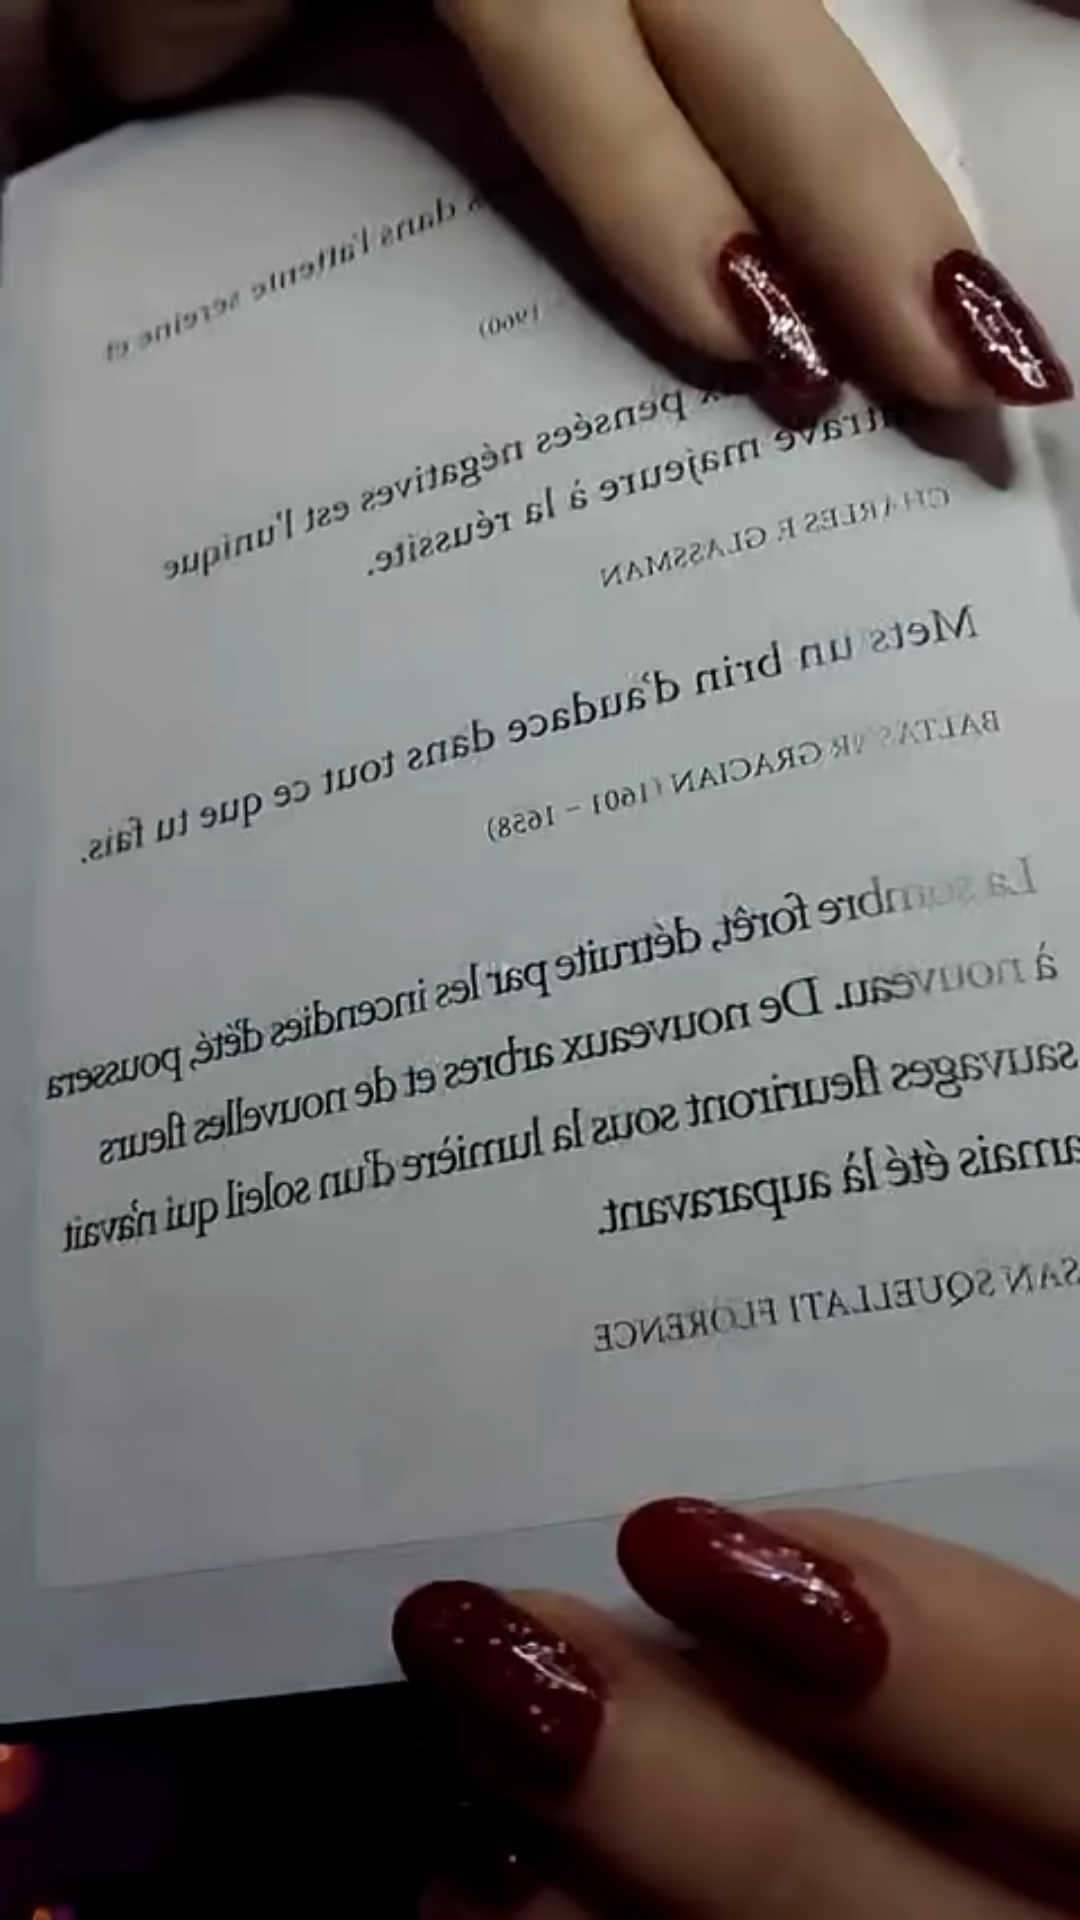 dans l'attente sereine et
1960)
pensées négatives est l'unique
entrave majeure à la réussite.
CHARLES F. GLASSMAN
Mets un brin d'audace dans tout ce que tu fais.
BALTASAR GRACIAN (1601 – 1658)
La sombre forêt, détruite par les incendies d'été, poussera
à nouveau. De nouveaux arbres et de nouvelles fleurs
sauvages fleuriront sous la lumière d'un soleil qui n'avait
jamais été là auparavant.
SAN SQUELLATI FLORENCE